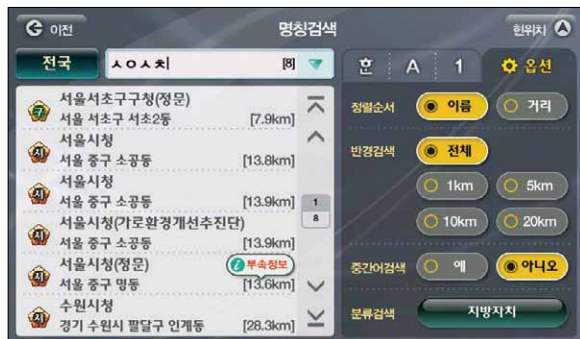 이전
명칭검색
현위치
전국
ㅅㅇㅅㅊ
[8]
서울서초구구청(정문)
서울 서초구 서초2동 [7.9km]
서울시청
서울 중구 소공동 [13.8km]
서울시청
서울 중구 소공동 [13.9km]
서울시청(가로환경개선추진단)
서울 중구 소공동 [13.9km]
서울시청(정문) 부속정보
서울 중구 명동 [13.6km]
수원시청
경기 수원시 팔달구 인계동 [28.3km]
1
8
ㅎ A 1 옵션
정렬순서 이름 거리
반경검색 전체
1km 5km
10km 20km
중간어검색 예 아니오
분류검색 지방자치